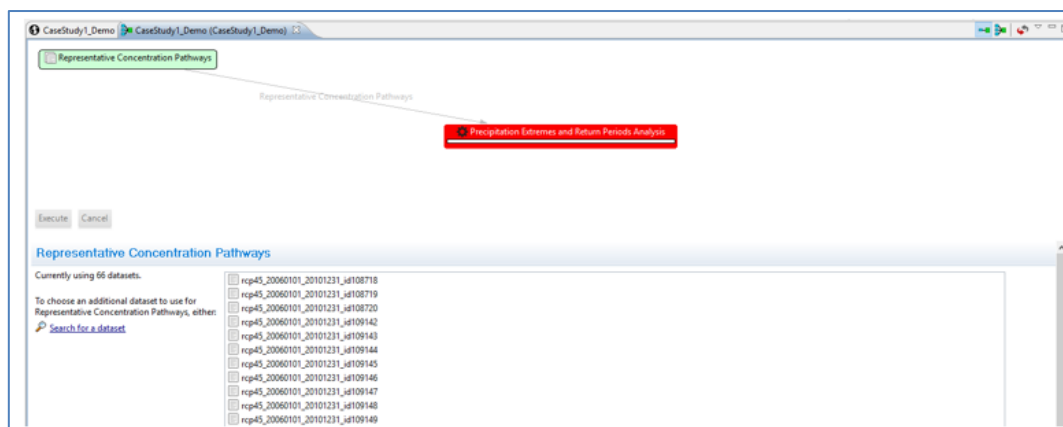 CaseStudy1_Demo CaseStudy1_Demo (CaseStudy1_Demo)
Representative Concentration Pathways
Representative Concentration Pathways
Precipitation Extremes and Return Periods Analysis
Execute Cancel
Representative Concentration Pathways
Currently using 66 datasets.
To choose an additional dataset to use for
Representative Concentration Pathways, either:
Search for a dataset
rcp45_20060101_20101231_id108718
rcp45_20060101_20101231_id108719
rcp45_20060101_20101231_id108720
rcp45_20060101_20101231_id109142
rcp45_20060101_20101231_id109143
rcp45_20060101_20101231_id109144
rcp45_20060101_20101231_id109145
rcp45_20060101_20101231_id109146
rcp45_20060101_20101231_id109147
rcp45_20060101_20101231_id109148
rcp45_20060101_20101231_id109149